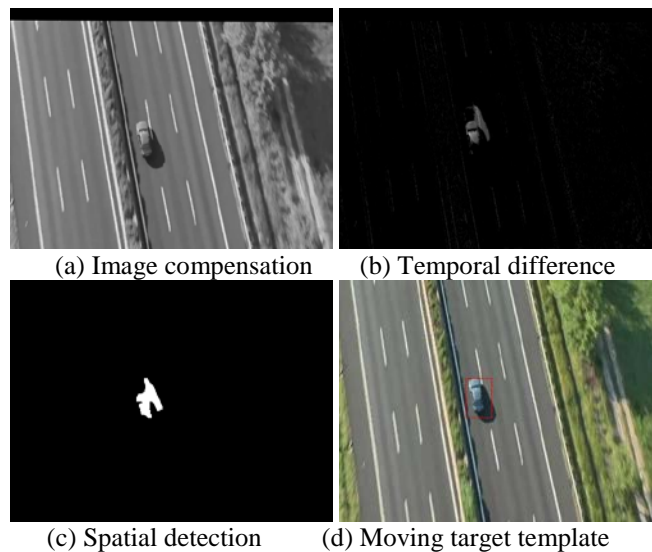 (a) Image compensation
(b) Temporal difference
(c) Spatial detection
(d) Moving target template